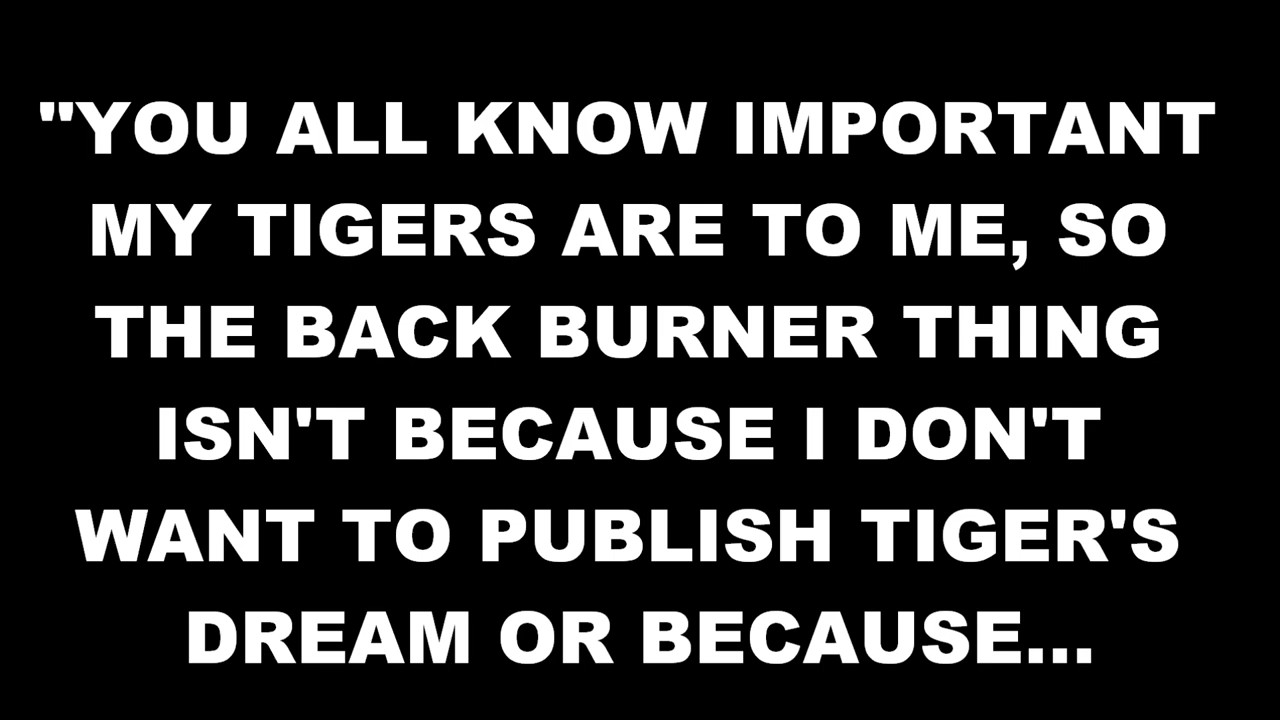 "YOU ALL KNOW IMPORTANT
MY TIGERS ARE TO ME, SO
THE BACK BURNER THING
ISN'T BECAUSE I DON'T
WANT TO PUBLISH TIGER'S
DREAM OR BECAUSE...